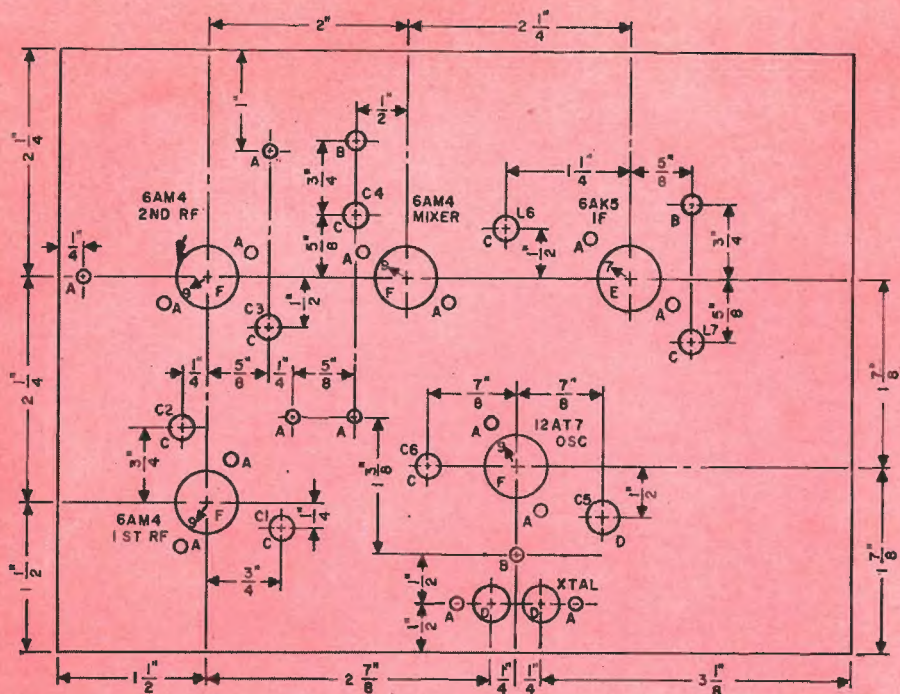 2"
2 1/4"
1"
1/2"
A
B
3/4"
C4
C
5/8"
2 1/4"
6AM4
2ND RF
6AM4
MIXER
1 1/4"
5/8"
L6
C
1/2"
6AK5
IF
B
3/4"
1/4"
A
A
9
F
A
A
9
F
A
A
7
E
A
5/8"
L7
C
C3
C
1/2"
1/4"
5/8"
1/4"
5/8"
2 1/4"
1 7/8"
C2
C
3/4"
A
A
7/8"
7/8"
A
12AT7
OSC
C6
C
9
F
1 3/8"
A
9
F
6AM4
1ST RF
A
C1
C
1/4"
3/4"
A
C5
D
1/2"
B
1/2"
1/2"
XTAL
A
D
D
A
1 1/2"
1 7/8"
1 1/2"
2 7/8"
1/4"
1/4"
3 1/8"